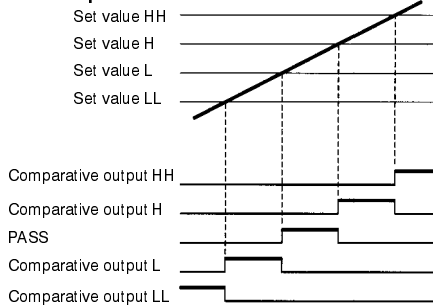 Set value HH
Set value H
Set value L
Set value LL
Comparative output HH
Comparative output H
PASS
Comparative output L
Comparative output LL